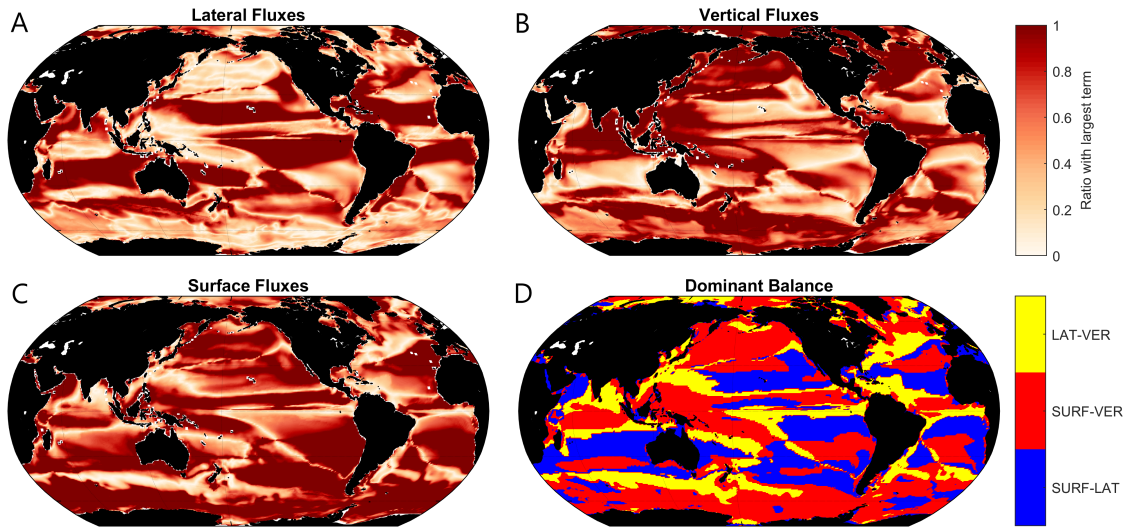 A
Lateral Fluxes
B
Vertical Fluxes
1
0.8
0.6
0.4
0.2
0
Ratio with largest term
C
Surface Fluxes
D
Dominant Balance
LAT-VER
SURF-VER
SURF-LAT